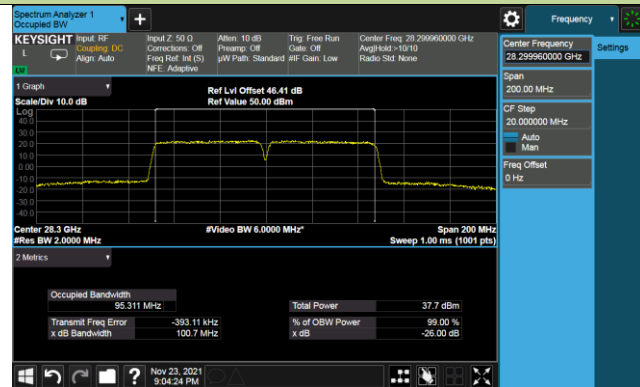 Spectrum Analyzer 1
Occupied BW
+
Frequency
KEYSIGHT
L
LW
Input: RF
Coupling: DC
Align: Auto
Input Z: 50 Ω
Corrections: Off
Freq Ref: Int (S)
NFE: Adaptive
Atten: 10 dB
Preamp: Off
µW Path: Standard
Trig: Free Run
Gate: Off
#IF Gain: Low
Center Freq: 28.299960000 GHz
Avg|Hold:>10/10
Radio Std: None
Center Frequency
28.299960000 GHz
Settings
Span
200.00 MHz
CF Step
20.000000 MHz
Auto
Man
Freq Offset
0 Hz
1 Graph
Scale/Div 10.0 dB
Ref Lvl Offset 46.41 dB
Ref Value 50.00 dBm
Log
40.0
30.0
20.0
10.0
0.00
-10.0
-20.0
-30.0
-40.0
Center 28.3 GHz
#Res BW 2.0000 MHz
#Video BW 6.0000 MHz*
Span 200 MHz
Sweep 1.00 ms (1001 pts)
2 Metrics
Occupied Bandwidth
95.311 MHz
Total Power 37.7 dBm
Transmit Freq Error -393.11 kHz
% of OBW Power 99.00 %
x dB Bandwidth 100.7 MHz
x dB -26.00 dB
?
Nov 23, 2021
9:04:24 PM